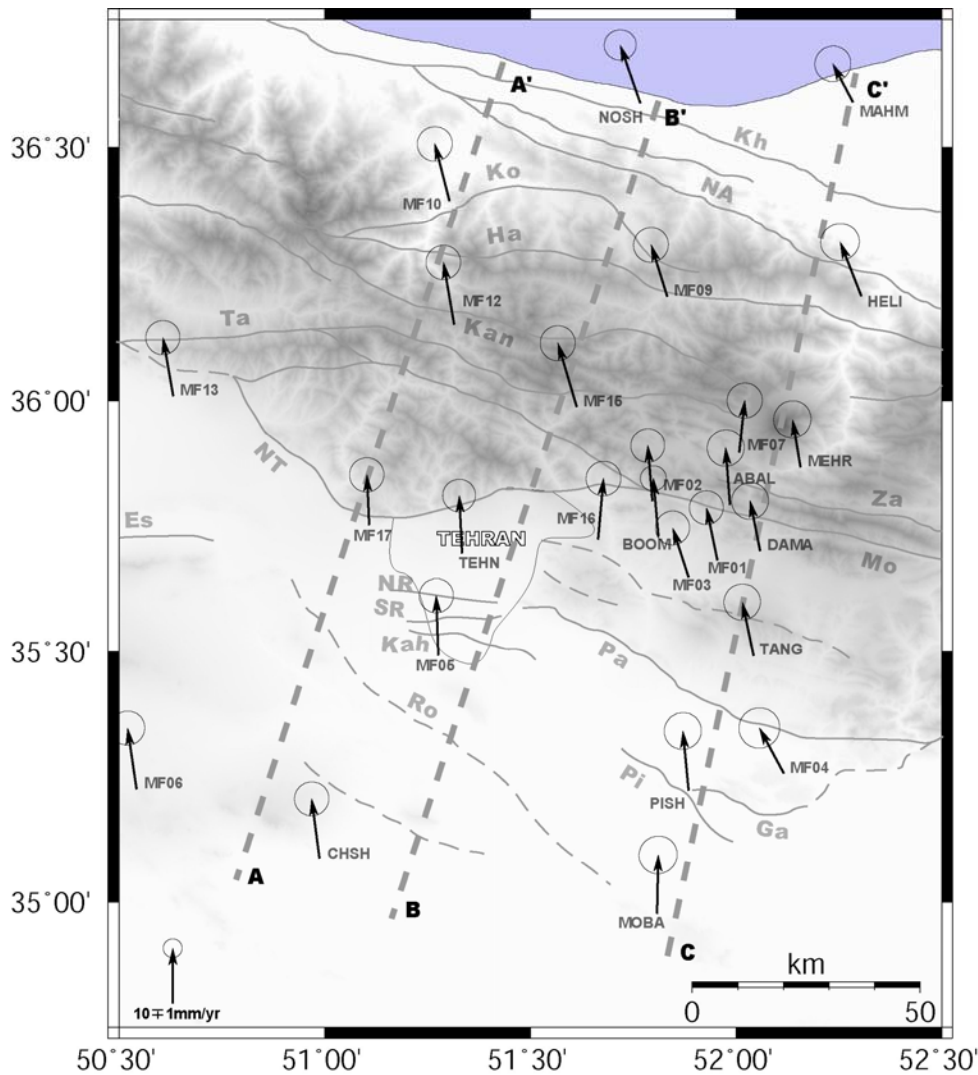 A'
C'
MAHM
NOSH
B'
Kh
36˚30'
Ko
NA
MF10
Ha
MF12
MF09
HELI
Ta
Kan
MF13
MF15
36˚00'
NT
MF07
MEHR
ABAL
MF02
Za
Es
MF17
MF16
TEHRAN
BOOM
DAMA
TEHN
MF01
Mo
MF03
NR
SR
35˚30'
Kah
MF05
TANG
Pa
Ro
MF06
MF04
Pi
PISH
Ga
CHSH
A
35˚00'
B
MOBA
C
km
10∓1mm/yr
0 50
50˚30' 51˚00' 51˚30' 52˚00' 52˚30'